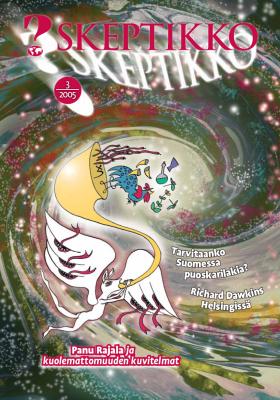 SKEPTIKKO
SKEPTIKKO
3
2005
Tarvitaanko
Suomessa
puoskarilakia?
Richard Dawkins
Helsingissä
Panu Rajala ja
kuolemattomuuden kuvitelmat